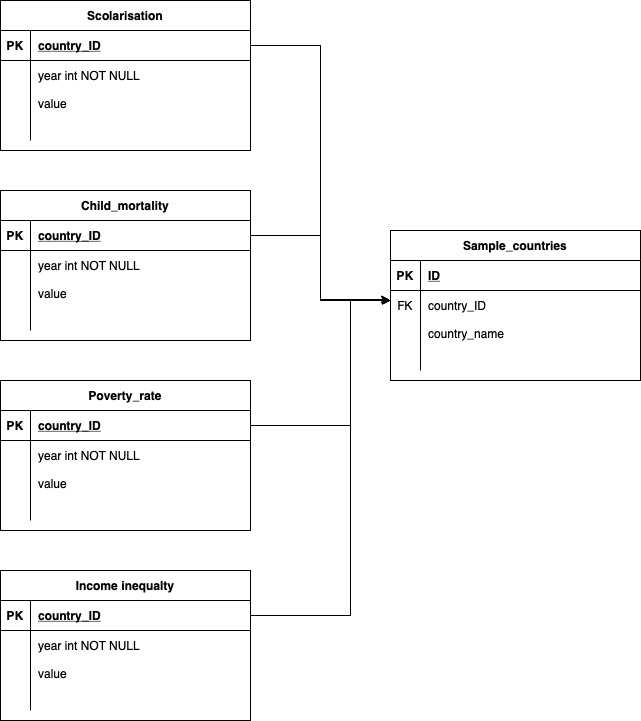 Scolarisation
PK country_ID
year int NOT NULL
value
Child_mortality
PK country_ID
year int NOT NULL
value
Poverty_rate
PK country_ID
year int NOT NULL
value
Income inequalty
PK country_ID
year int NOT NULL
value
Sample_countries
PK ID
FK country_ID
country_name